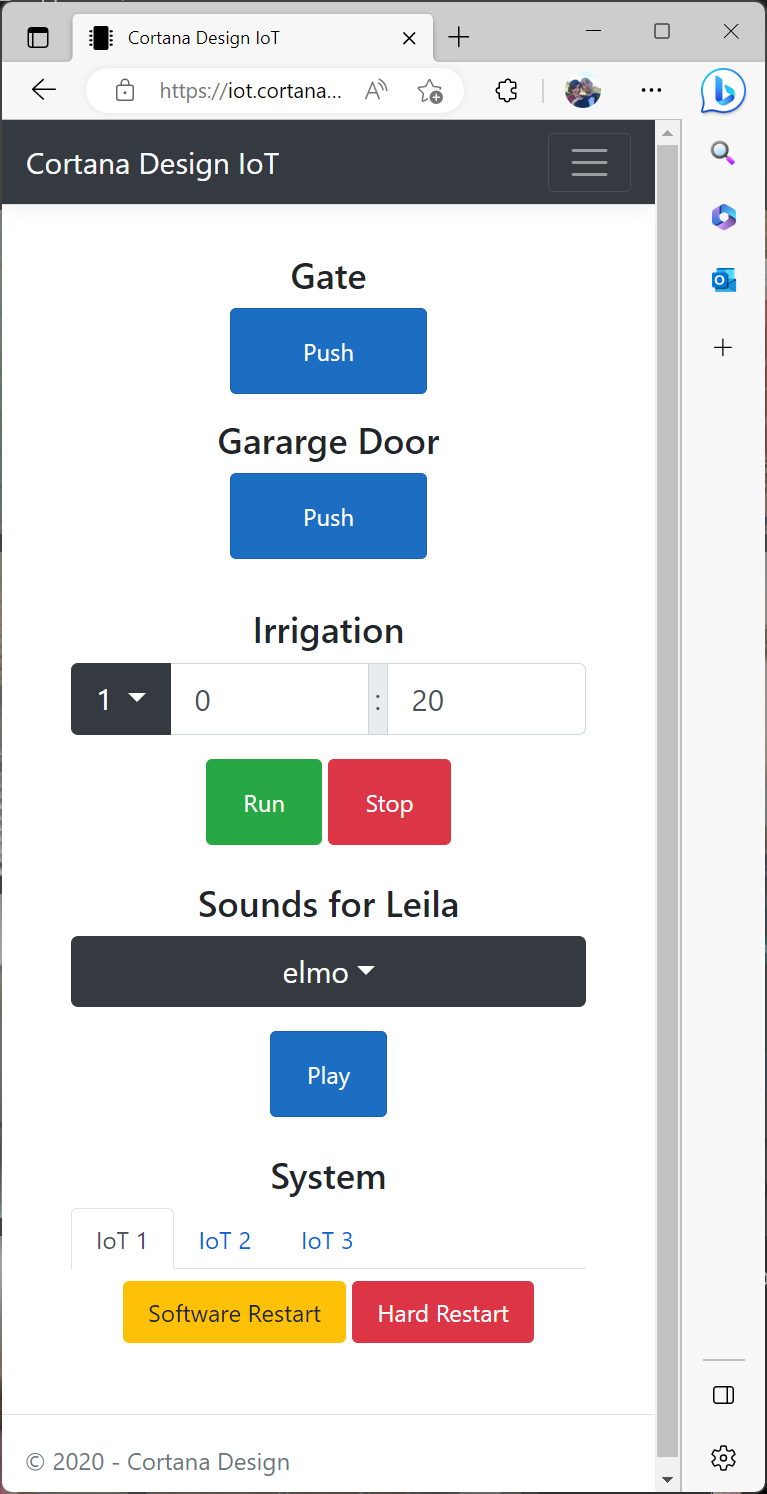 Cortana Design IoT
https://iot.cortana...
Cortana Design IoT
Gate
Push
Gararge Door
Push
Irrigation
1 0 : 20
Run Stop
Sounds for Leila
elmo
Play
System
IoT 1 IoT 2 IoT 3
Software Restart Hard Restart
© 2020 - Cortana Design